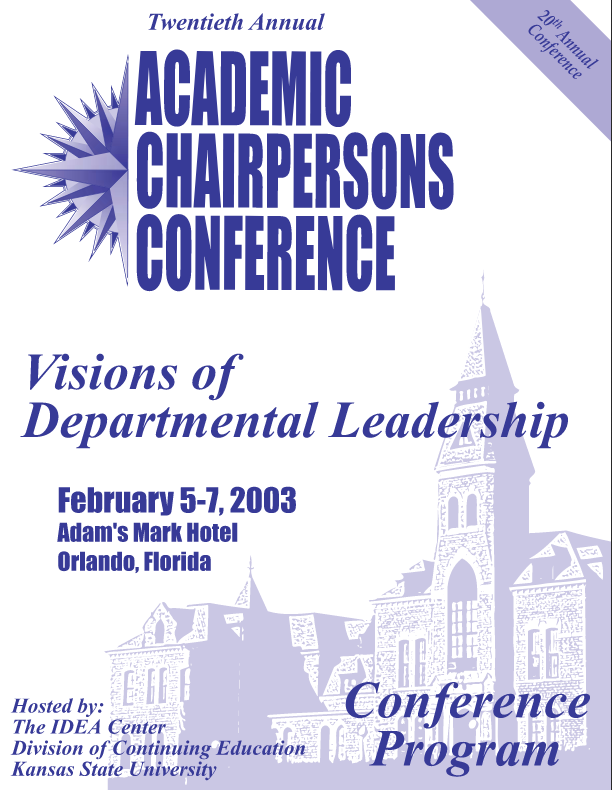 Twentieth Annual
20th Annual
Conference
ACADEMIC
CHAIRPERSONS
CONFERENCE
Visions of
Departmental Leadership
February 5-7, 2003
Adam's Mark Hotel
Orlando, Florida
Hosted by:
The IDEA Center
Division of Continuing Education
Kansas State University
Conference
Program